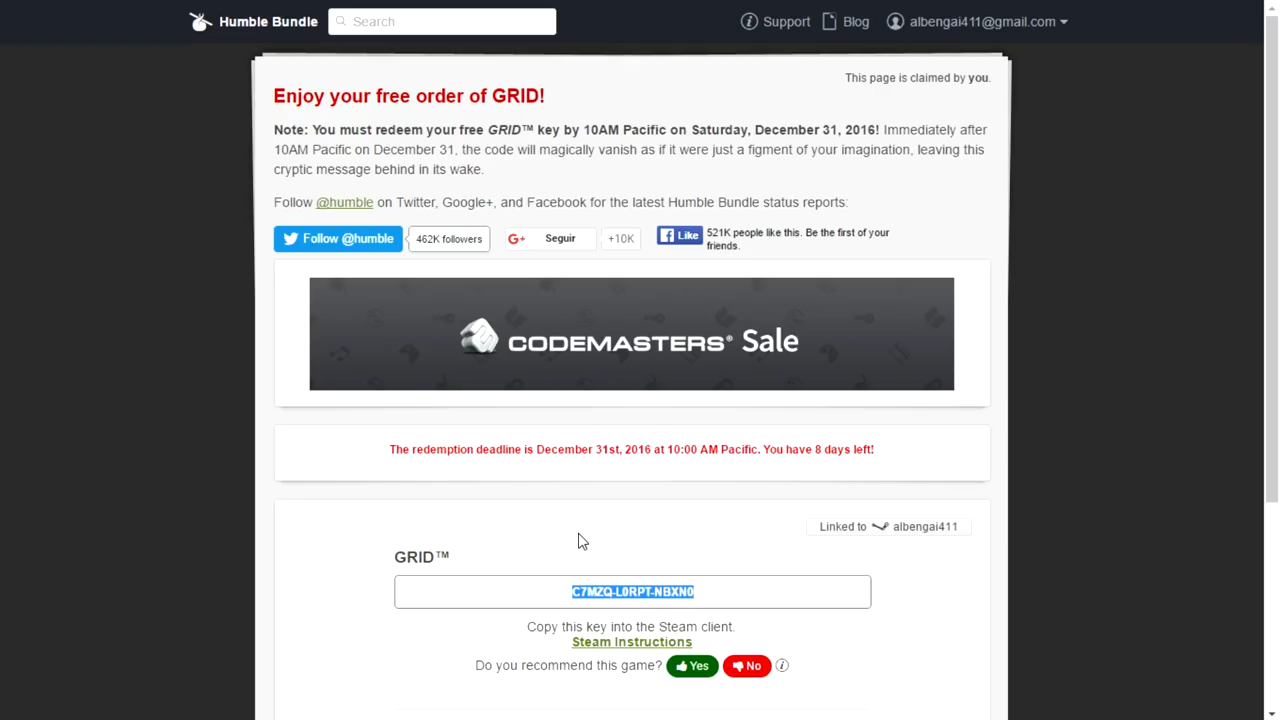 Humble Bundle
Search
Support
Blog
albengai411@gmail.com
This page is claimed by you.
Enjoy your free order of GRID!
Note: You must redeem your free GRID™ key by 10AM Pacific on Saturday, December 31, 2016! Immediately after
10AM Pacific on December 31, the code will magically vanish as if it were just a figment of your imagination, leaving this
cryptic message behind in its wake.
Follow @humble on Twitter, Google+, and Facebook for the latest Humble Bundle status reports:
Follow @humble
462K followers
G+ Seguir
+10K
Like
521K people like this. Be the first of your
friends.
CODEMASTERS® Sale
The redemption deadline is December 31st, 2016 at 10:00 AM Pacific. You have 8 days left!
Linked to albengai411
GRID™
C7MZQ-L0RPT-NBXN0
Copy this key into the Steam client.
Steam Instructions
Do you recommend this game? Yes No